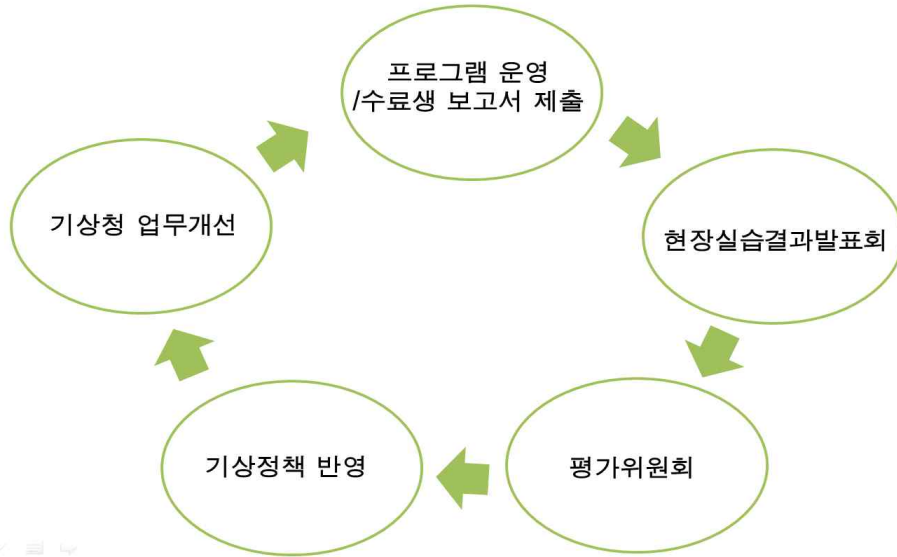 프로그램 운영
/수료생 보고서 제출
현장실습결과발표회
평가위원회
기상정책 반영
기상청 업무개선